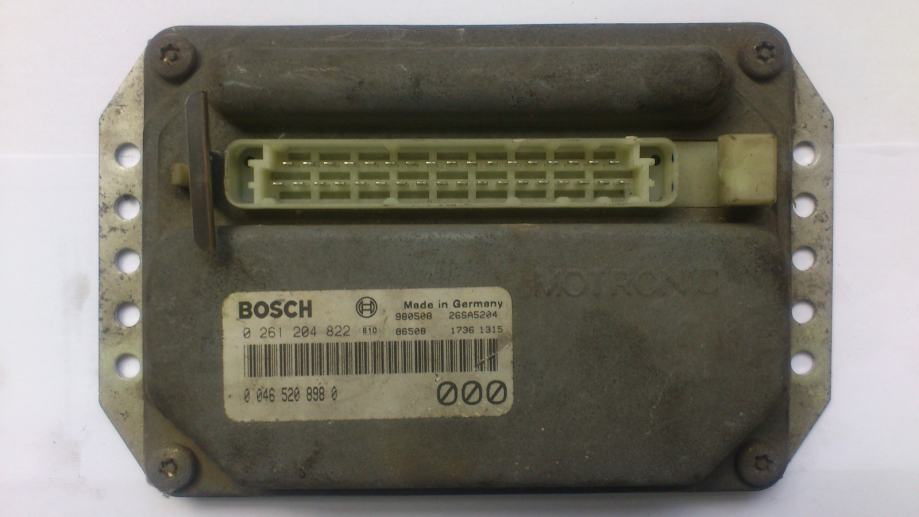 MOTRONIC
BOSCH Made in Germany
980508 26SA5204
0 261 204 822 810 86508 1736 1315
0 046 520 898 0 000